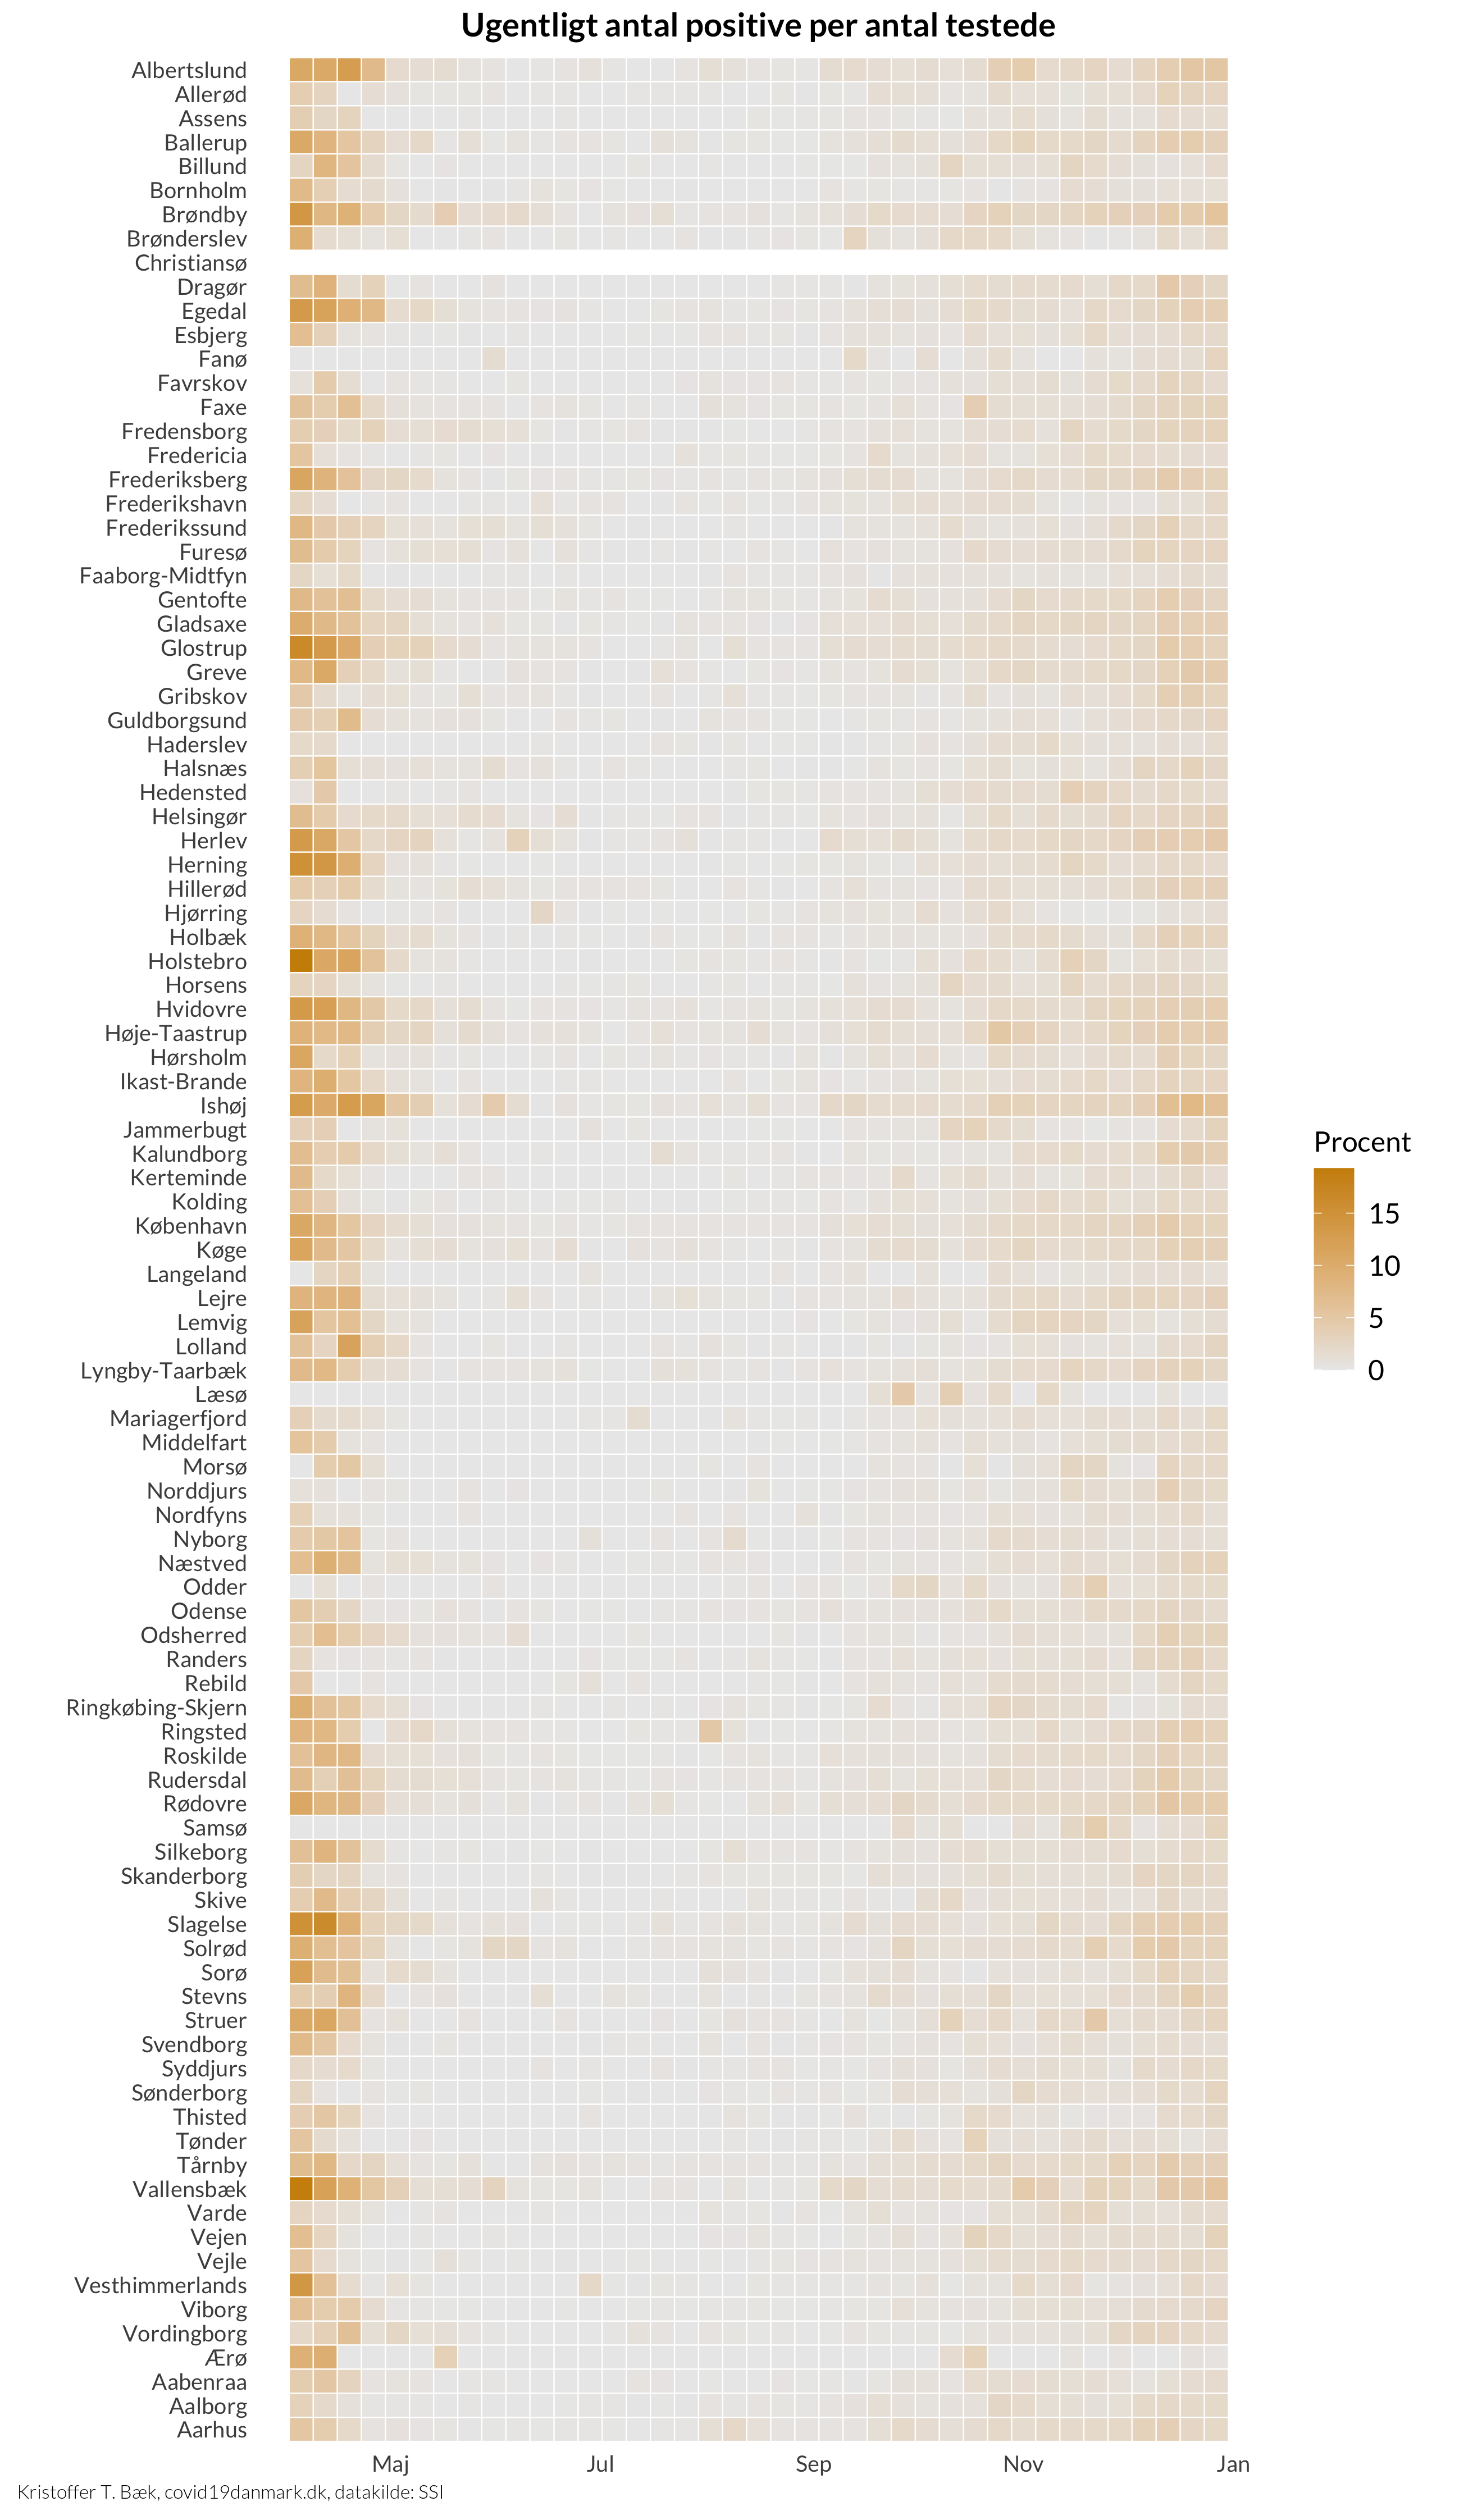 Ugentligt antal positive per antal testede
Albertslund
Allerød
Assens
Ballerup
Billund
Bornholm
Brøndby
Brønderslev
Christiansø
Dragør
Egedal
Esbjerg
Fanø
Favrskov
Faxe
Fredensborg
Fredericia
Frederiksberg
Frederikshavn
Frederikssund
Furesø
Faaborg-Midtfyn
Gentofte
Gladsaxe
Glostrup
Greve
Gribskov
Guldborgsund
Haderslev
Halsnæs
Hedensted
Helsingør
Herlev
Herning
Hillerød
Hjørring
Holbæk
Holstebro
Horsens
Hvidovre
Høje-Taastrup
Hørsholm
Ikast-Brande
Ishøj
Jammerbugt
Kalundborg
Kerteminde
Kolding
København
Køge
Langeland
Lejre
Lemvig
Lolland
Lyngby-Taarbæk
Læsø
Mariagerfjord
Middelfart
Morsø
Norddjurs
Nordfyns
Nyborg
Næstved
Odder
Odense
Odsherred
Randers
Rebild
Ringkøbing-Skjern
Ringsted
Roskilde
Rudersdal
Rødovre
Samsø
Silkeborg
Skanderborg
Skive
Slagelse
Solrød
Sorø
Stevns
Struer
Svendborg
Syddjurs
Sønderborg
Thisted
Tønder
Tårnby
Vallensbæk
Varde
Vejen
Vejle
Vesthimmerlands
Viborg
Vordingborg
Ærø
Aabenraa
Aalborg
Aarhus
Maj Jul Sep Nov Jan
Procent
15
10
5
0
Kristoffer T. Bæk, covid19danmark.dk, datakilde: SSI